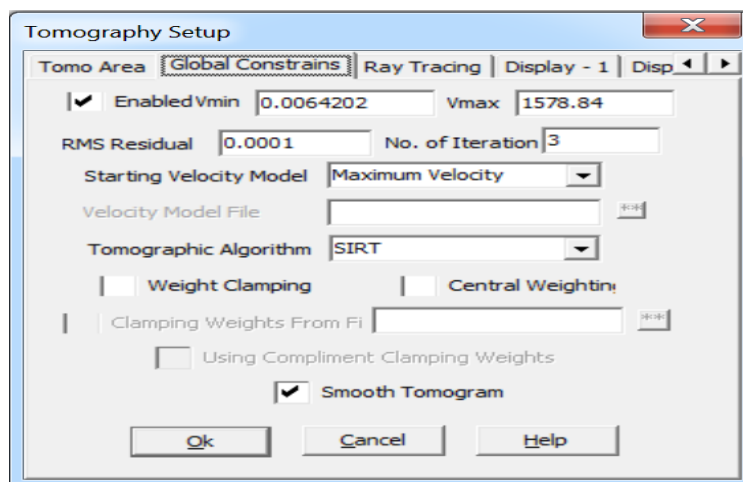 Tomography Setup
Tomo Area Global Constrains Ray Tracing Display - 1 Disp
Enabled Vmin 0.0064202 Vmax 1578.84
RMS Residual 0.0001 No. of Iteration 3
Starting Velocity Model Maximum Velocity
Velocity Model File **
Tomographic Algorithm SIRT
Weight Clamping Central Weightin
Clamping Weights From Fi **
Using Compliment Clamping Weights
Smooth Tomogram
Ok Cancel Help